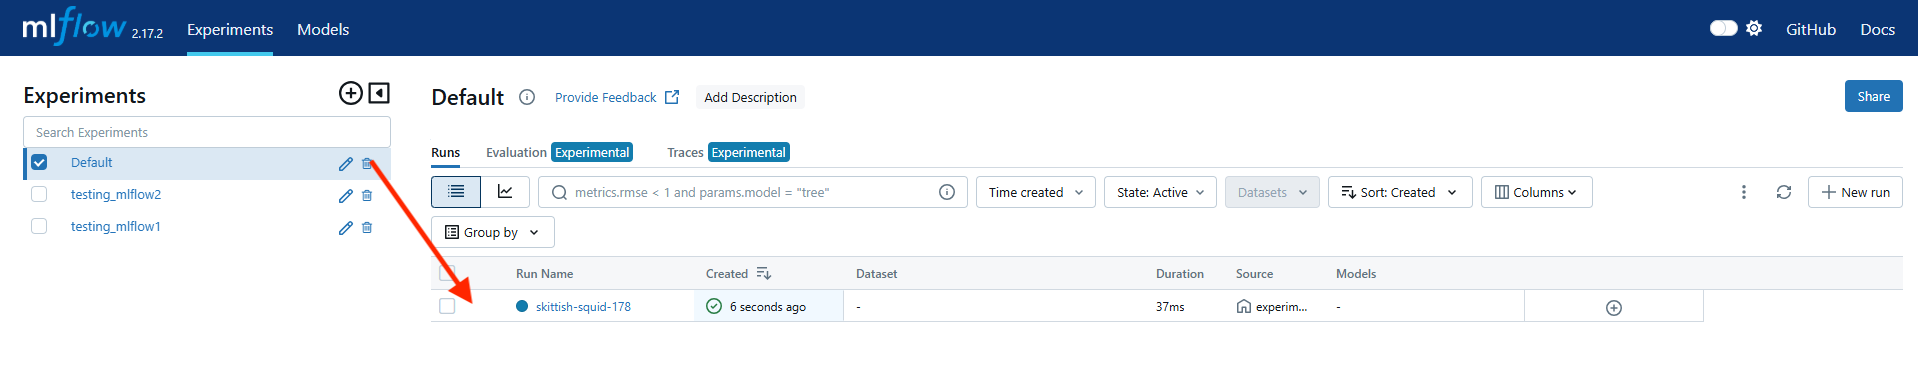 mlflow 2.17.2 Experiments Models GitHub Docs
Experiments
Search Experiments
Default
testing_mlflow2
testing_mlflow1
Default Provide Feedback Add Description Share
Runs Evaluation Experimental Traces Experimental
metrics.rmse < 1 and params.model = "tree" Time created State: Active Datasets Sort: Created Columns New run
Group by
Run Name Created Dataset Duration Source Models
skittish-squid-178 6 seconds ago - 37ms experim... -